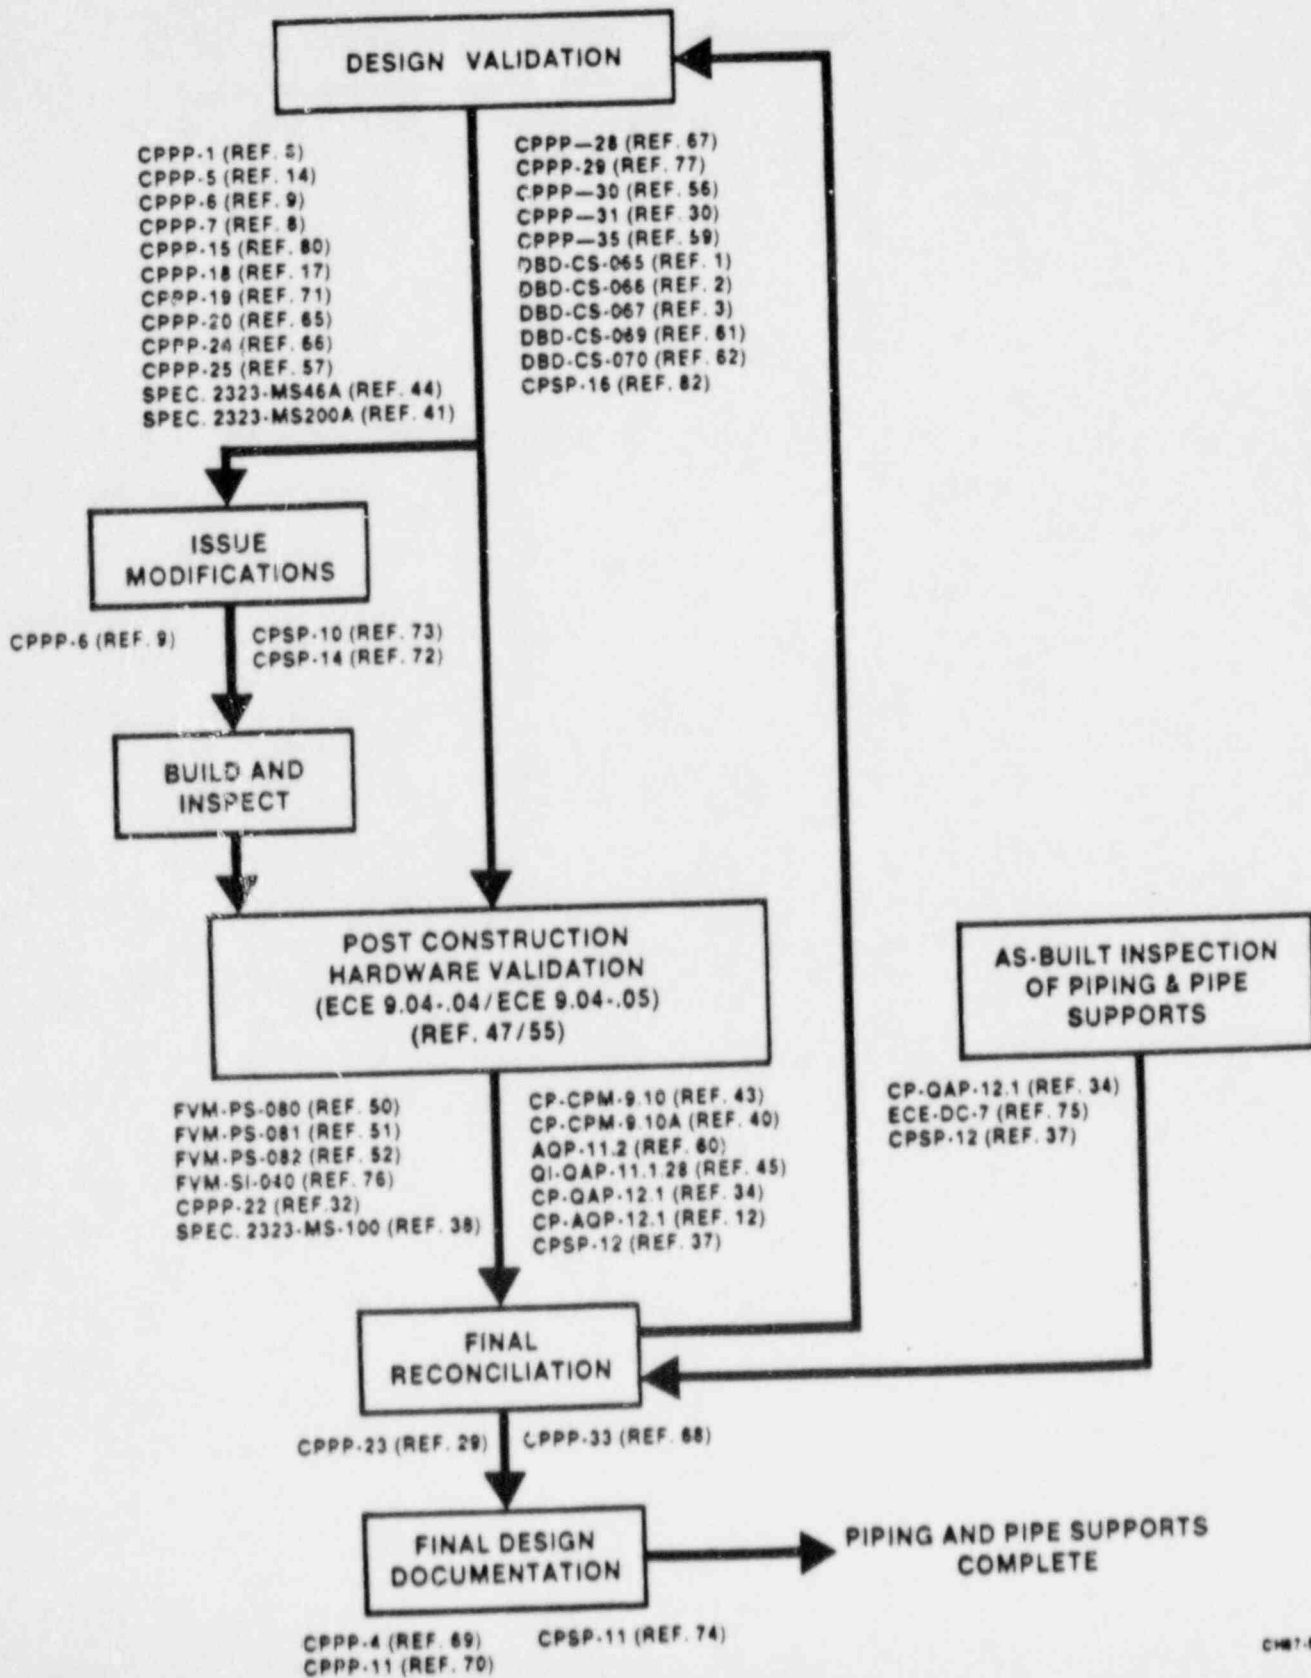 DESIGN VALIDATION
CPPP-1 (REF.
CPPP-5 (REF. 14)
CPPP-6 (REF. 9)
CPPP-7 (REF. 8)
CPPP-15 (REF. 80)
CPPP-18 (REF. 17)
CPPP-19 (REF. 71)
CPPP-20 (REF. 65)
CPPP-24 (REF. 66)
CPPP-25 (REF. 57)
SPEC. 2323-MS46A (REF. 44)
SPEC. 2323-MS200A (REF. 41)
CPPP—28 (REF. 67)
CPPP-29 (REF. 77)
CPPP—30 (REF. 56)
CPPP—31 (REF. 30)
CPPP—35 (REF. 59)
DBD-CS-065 (REF. 1)
DBD-CS-066 (REF. 2)
DBD-CS-067 (REF. 3)
DBD-CS-069 (REF. 61)
DBD-CS-070 (REF. 62)
CPSP-16 (REF. 82)
ISSUE
MODIFICATIONS
CPPP-6 (REF. 9)
CPSP-10 (REF. 73)
CPSP-14 (REF. 72)
BUILD AND
INSPECT
POST CONSTRUCTION
HARDWARE VALIDATION
(ECE 9.04-.04/ECE 9.04-.05)
(REF. 47/55)
AS-BUILT INSPECTION
OF PIPING & PIPE
SUPPORTS
FVM-PS-080 (REF. 50)
FVM-PS-081 (REF. 51)
FVM-PS-082 (REF. 52)
FVM-SI-040 (REF. 76)
CPPP-22 (REF.32)
SPEC. 2323-MS-100 (REF. 38)
CP-CPM-9.10 (REF. 43)
CP-CPM-9.10A (REF. 40)
AQP-11.2 (REF. 60)
QI-QAP-11.1.28 (REF. 45)
CP-QAP-12.1 (REF. 34)
CP-AQP-12.1 (REF. 12)
CPSP-12 (REF. 37)
CP-QAP-12.1 (REF. 34)
ECE-DC-7 (REF. 75)
CPSP-12 (REF. 37)
FINAL
RECONCILIATION
CPPP-23 (REF. 29)
CPPP-33 (REF. 68)
FINAL DESIGN
DOCUMENTATION
PIPING AND PIPE SUPPORTS
COMPLETE
CPPP-4 (REF. 69)
CPPP-11 (REF. 70)
CPSP-11 (REF. 74)